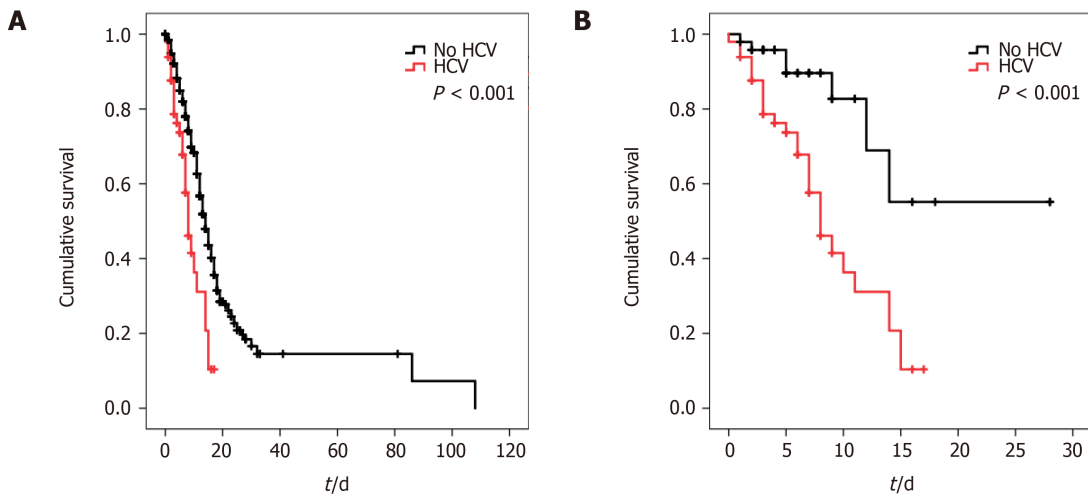 A
Cumulative survival
1.0
0.8
0.6
0.4
0.2
0.0
No HCV
HCV
P < 0.001
0 20 40 60 80 100 120
t/d
B
Cumulative survival
1.0
0.8
0.6
0.4
0.2
0.0
No HCV
HCV
P < 0.001
0 5 10 15 20 25 30
t/d